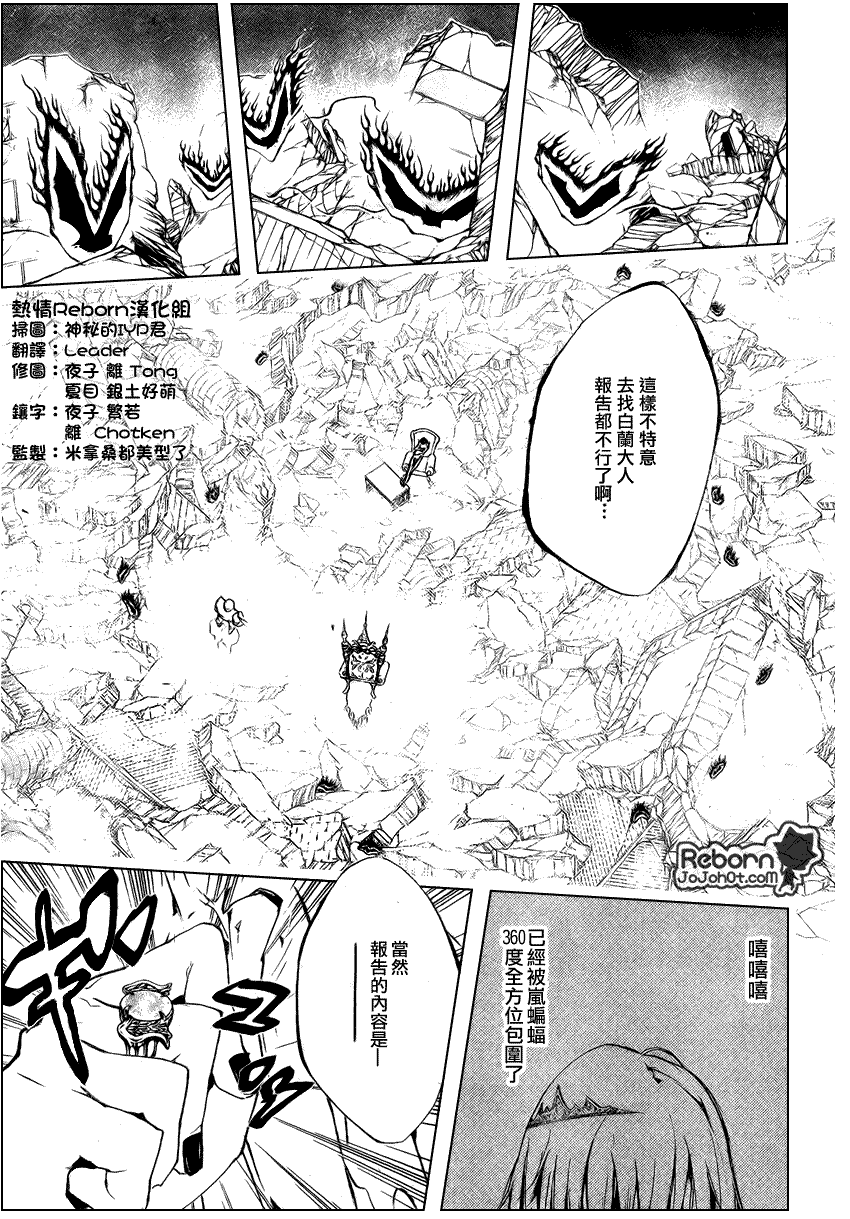 熱情Reborn漢化組
掃圖：神秘的IYP君
翻譯：Leader
修圖：夜子 離 Tong
夏目 銀土好萌
鑲字：夜子 繁若
離 Chotken
監製：米拿桑都美型了
這樣不特意
去找白蘭大人
報告都不行了啊…
Reborn
JoJoHOt.coM
嘻嘻嘻
已經被嵐蝙蝠
360度全方位包圍了
當然
報告的內容是——